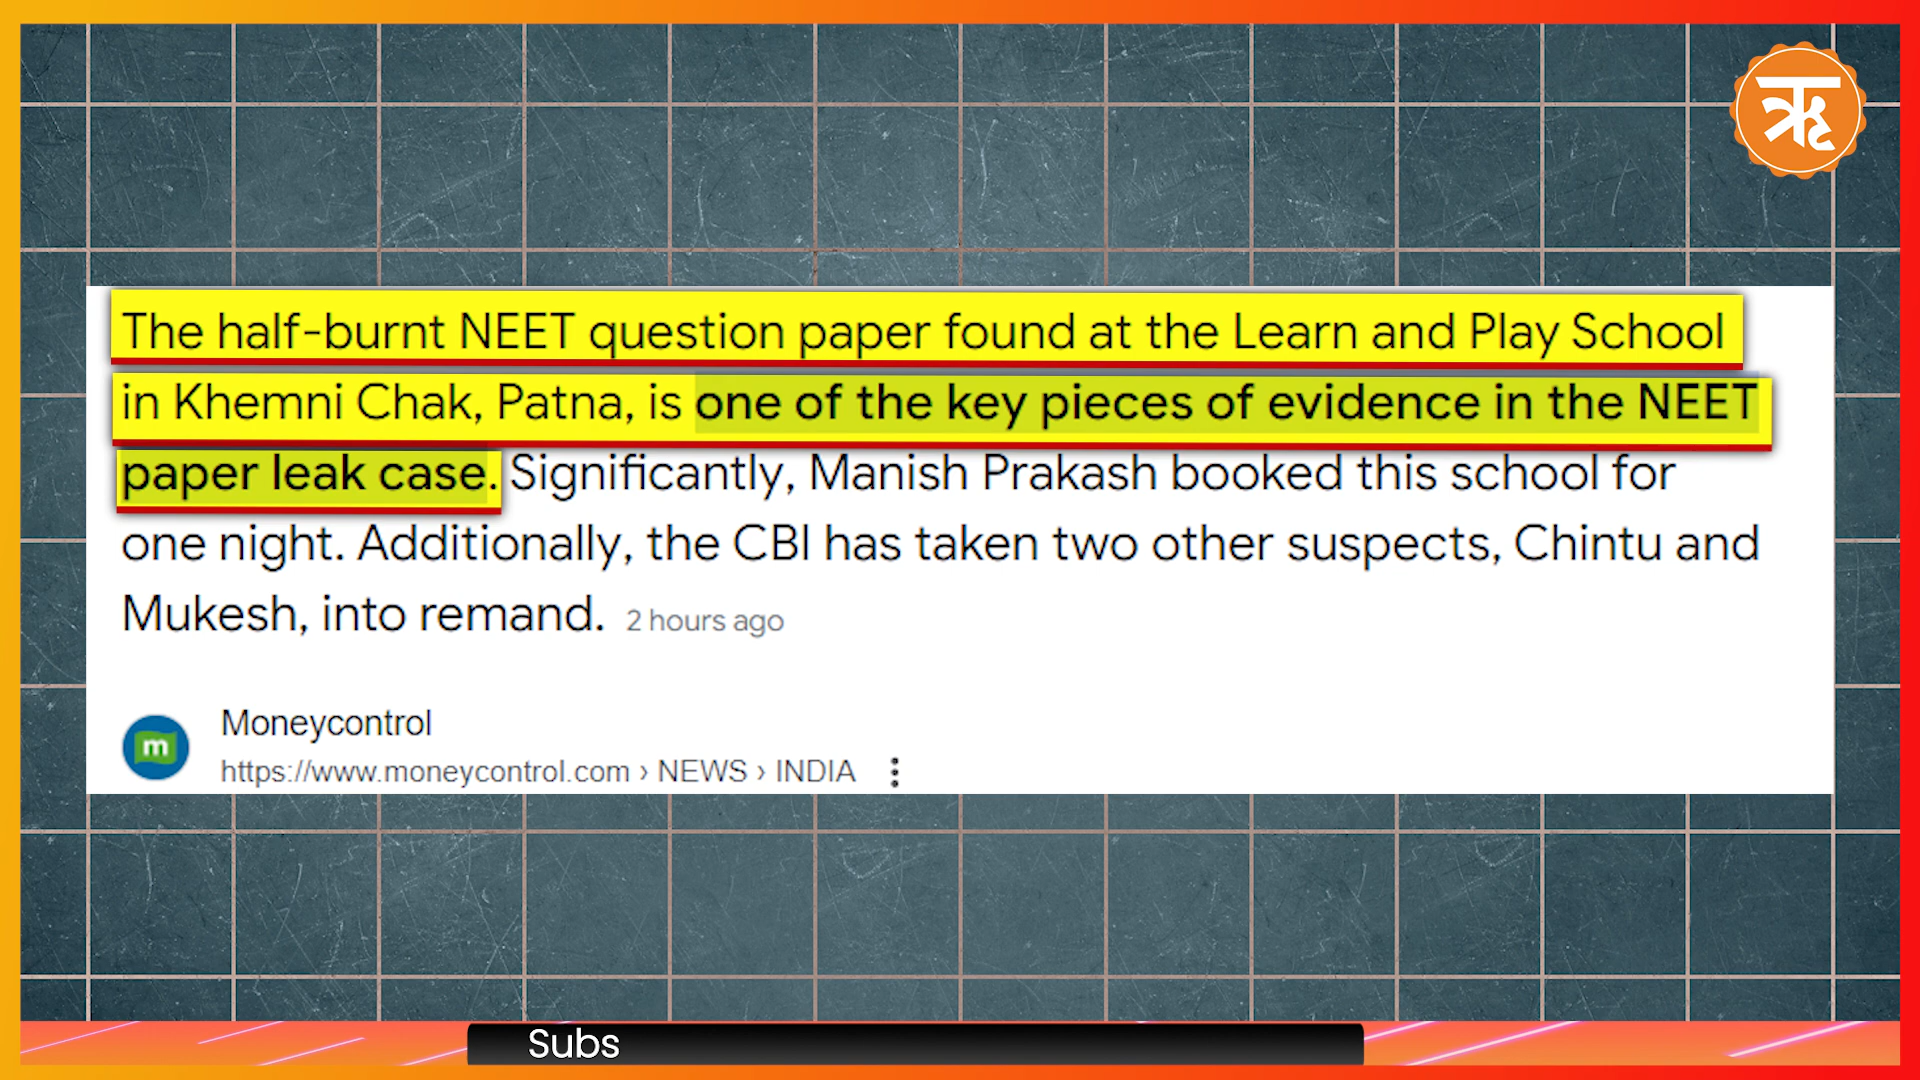 ऋ
The half-burnt NEET question paper found at the Learn and Play School
in Khemni Chak, Patna, is one of the key pieces of evidence in the NEET
paper leak case. Significantly, Manish Prakash booked this school for
one night. Additionally, the CBI has taken two other suspects, Chintu and
Mukesh, into remand. 2 hours ago
m
Moneycontrol
https://www.moneycontrol.com › NEWS › INDIA
Subs